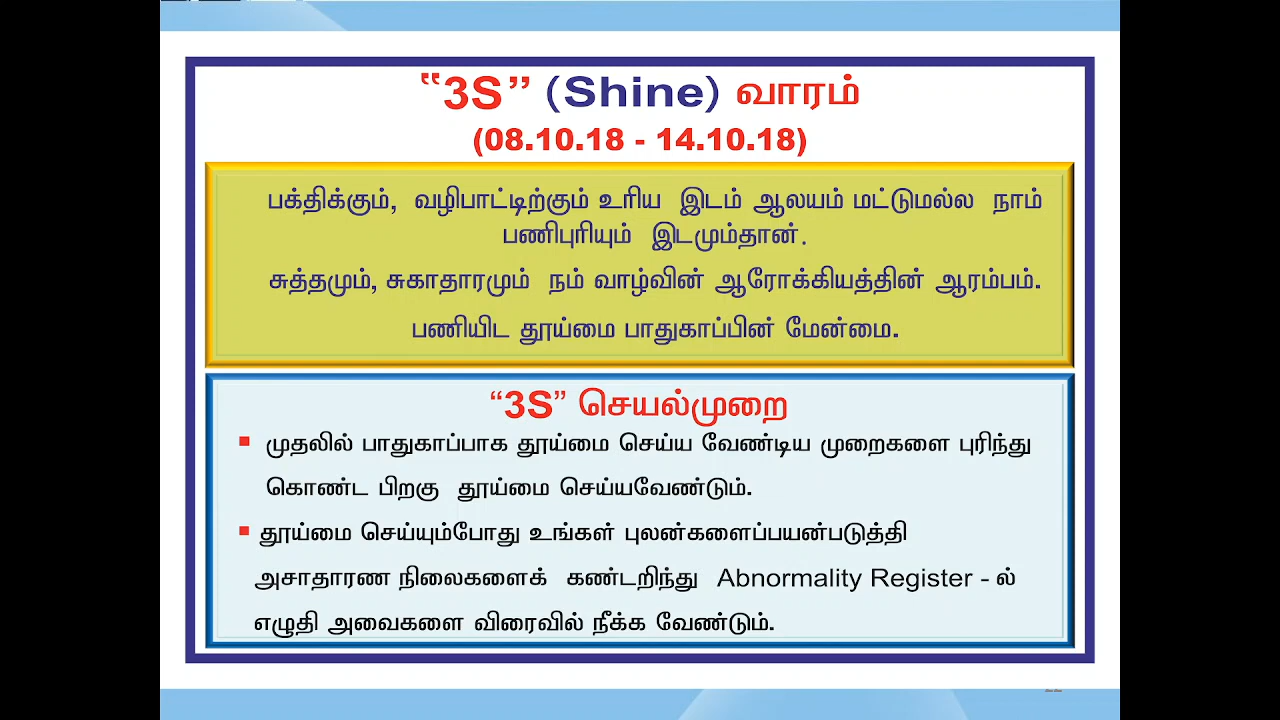 “3S” (Shine) வாரம்
(08.10.18 - 14.10.18)
பக்திக்கும், வழிபாட்டிற்கும் உரிய இடம் ஆலயம் மட்டுமல்ல நாம்
பணிபுரியும் இடமும்தான்.
சுத்தமும், சுகாதாரமும் நம் வாழ்வின் ஆரோக்கியத்தின் ஆரம்பம்.
பணியிட தூய்மை பாதுகாப்பின் மேன்மை.
“3S” செயல்முறை
▪ முதலில் பாதுகாப்பாக தூய்மை செய்ய வேண்டிய முறைகளை புரிந்து
கொண்ட பிறகு தூய்மை செய்யவேண்டும்.
▪ தூய்மை செய்யும்போது உங்கள் புலன்களைப்பயன்படுத்தி
அசாதாரண நிலைகளைக் கண்டறிந்து Abnormality Register - ல்
எழுதி அவைகளை விரைவில் நீக்க வேண்டும்.